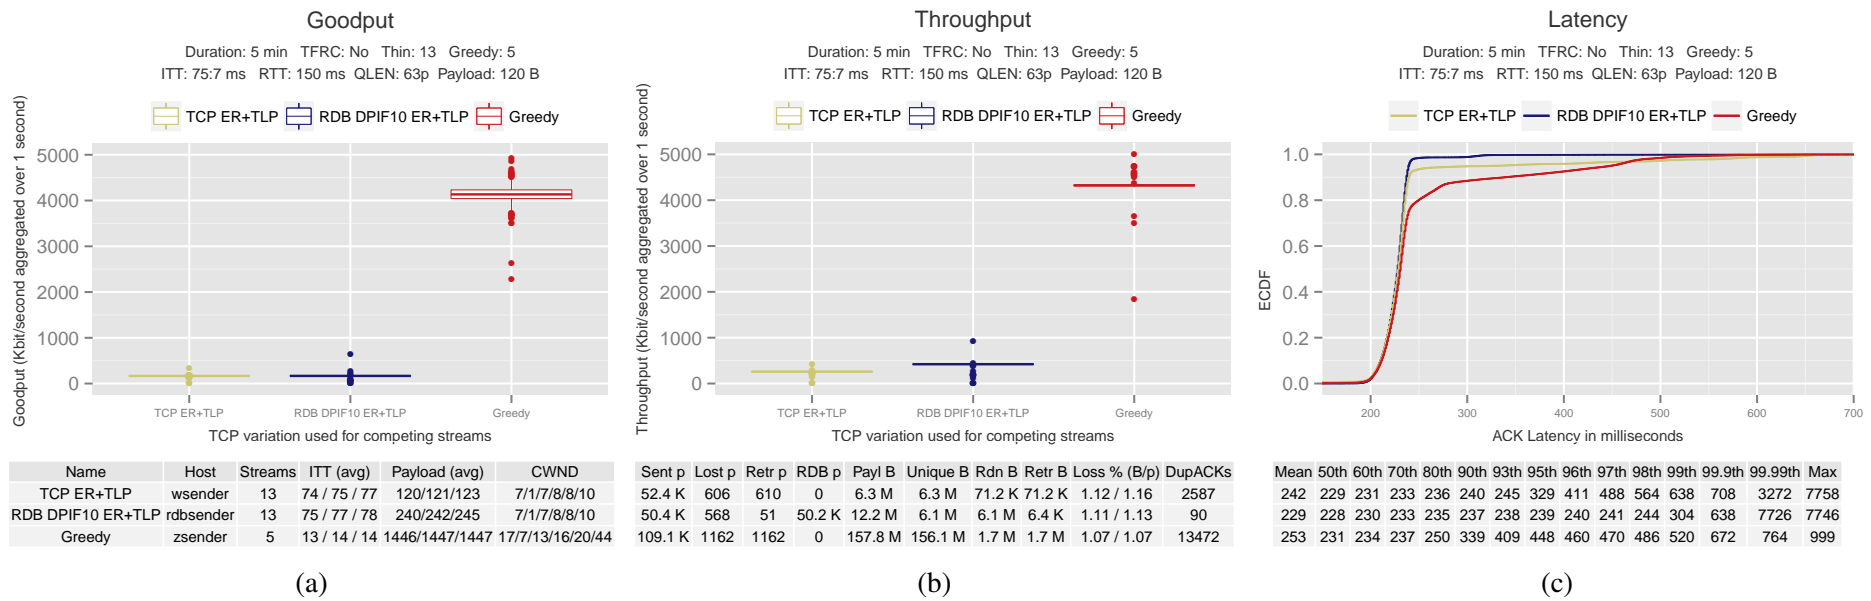 Goodput
Duration: 5 min TFRC: No Thin: 13 Greedy: 5
ITT: 75:7 ms RTT: 150 ms QLEN: 63p Payload: 120 B
TCP ER+TLP RDB DPIF10 ER+TLP Greedy
Goodput (Kbit/second aggregated over 1 second)
5000
4000
3000
2000
1000
0
TCP ER+TLP RDB DPIF10 ER+TLP Greedy
TCP variation used for competing streams
Name Host Streams ITT (avg) Payload (avg) CWND
TCP ER+TLP wsender 13 74 / 75 / 77 120/121/123 7/1/7/8/8/10
RDB DPIF10 ER+TLP rdbsender 13 75 / 77 / 78 240/242/245 7/1/7/8/8/10
Greedy zsender 5 13 / 14 / 14 1446/1447/1447 17/7/13/16/20/44
(a)
Throughput
Duration: 5 min TFRC: No Thin: 13 Greedy: 5
ITT: 75:7 ms RTT: 150 ms QLEN: 63p Payload: 120 B
TCP ER+TLP RDB DPIF10 ER+TLP Greedy
Throughput (Kbit/second aggregated over 1 second)
5000
4000
3000
2000
1000
0
TCP ER+TLP RDB DPIF10 ER+TLP Greedy
TCP variation used for competing streams
Sent p Lost p Retr p RDB p Payl B Unique B Rdn B Retr B Loss % (B/p) DupACKs
52.4 K 606 610 0 6.3 M 6.3 M 71.2 K 71.2 K 1.12 / 1.16 2587
50.4 K 568 51 50.2 K 12.2 M 6.1 M 6.1 M 6.4 K 1.11 / 1.13 90
109.1 K 1162 1162 0 157.8 M 156.1 M 1.7 M 1.7 M 1.07 / 1.07 13472
(b)
Latency
Duration: 5 min TFRC: No Thin: 13 Greedy: 5
ITT: 75:7 ms RTT: 150 ms QLEN: 63p Payload: 120 B
TCP ER+TLP RDB DPIF10 ER+TLP Greedy
ECDF
1.0
0.8
0.6
0.4
0.2
0.0
200 300 400 500 600 700
ACK Latency in milliseconds
Mean 50th 60th 70th 80th 90th 93th 95th 96th 97th 98th 99th 99.9th 99.99th Max
242 229 231 233 236 240 245 329 411 488 564 638 708 3272 7758
229 228 230 233 235 237 238 239 240 241 244 304 638 7726 7746
253 231 234 237 250 339 409 448 460 470 486 520 672 764 999
(c)